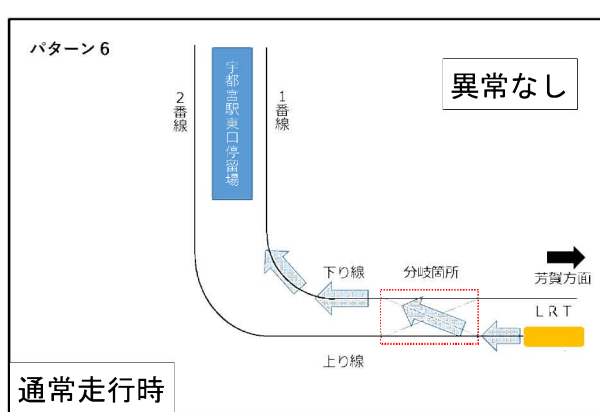 パターン6
異常なし
2番線
宇都宮駅東口停留場
1番線
下り線
分岐箇所
芳賀方面
LRT
上り線
通常走行時